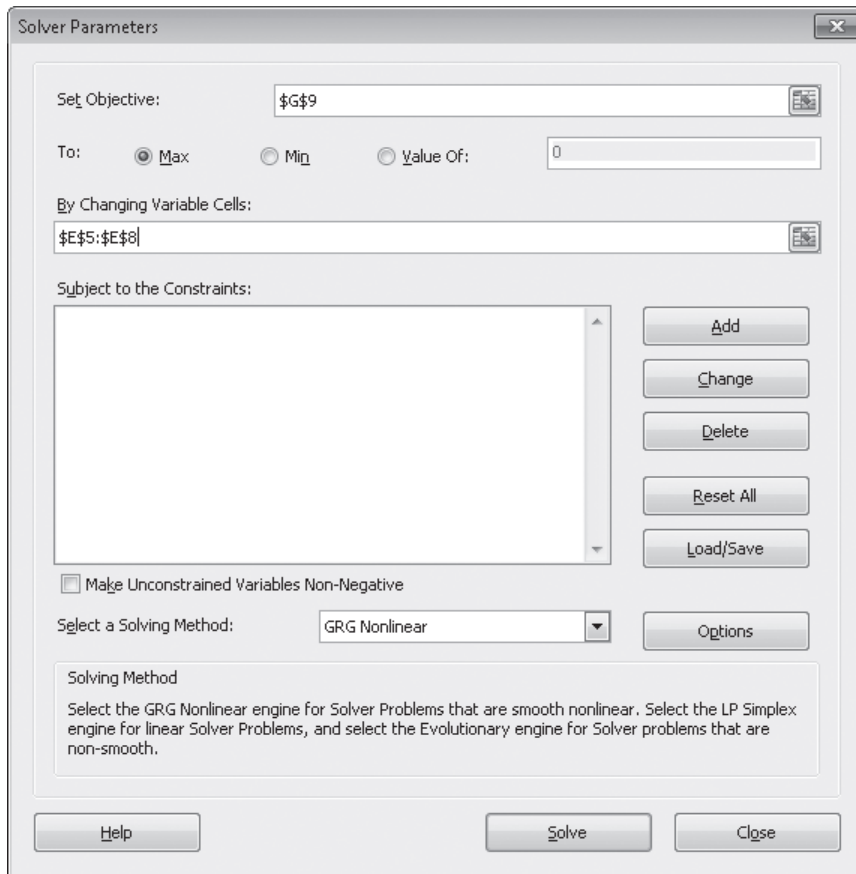 Solver Parameters
Set Objective:
$G$9
To:
Max
Min
Value Of:
0
By Changing Variable Cells:
$E$5:$E$8
Subject to the Constraints:
Add
Change
Delete
Reset All
Load/Save
Make Unconstrained Variables Non-Negative
Select a Solving Method:
GRG Nonlinear
Options
Solving Method
Select the GRG Nonlinear engine for Solver Problems that are smooth nonlinear. Select the LP Simplex
engine for linear Solver Problems, and select the Evolutionary engine for Solver problems that are
non-smooth.
Help
Solve
Close